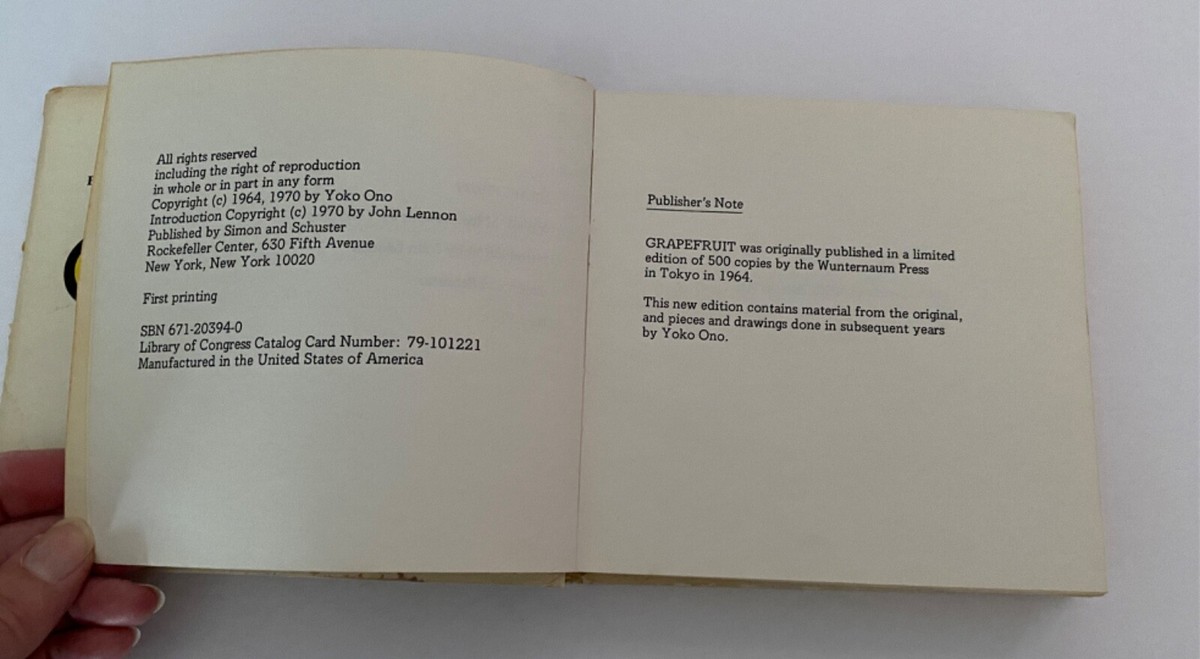 All rights reserved
including the right of reproduction
in whole or in part in any form
Copyright (c) 1964, 1970 by Yoko Ono
Introduction Copyright (c) 1970 by John Lennon
Published by Simon and Schuster
Rockefeller Center, 630 Fifth Avenue
New York, New York 10020
First printing
SBN 671-20394-0
Library of Congress Catalog Card Number: 79-101221
Manufactured in the United States of America
Publisher's Note
GRAPEFRUIT was originally published in a limited
edition of 500 copies by the Wunternaum Press
in Tokyo in 1964.
This new edition contains material from the original,
and pieces and drawings done in subsequent years
by Yoko Ono.